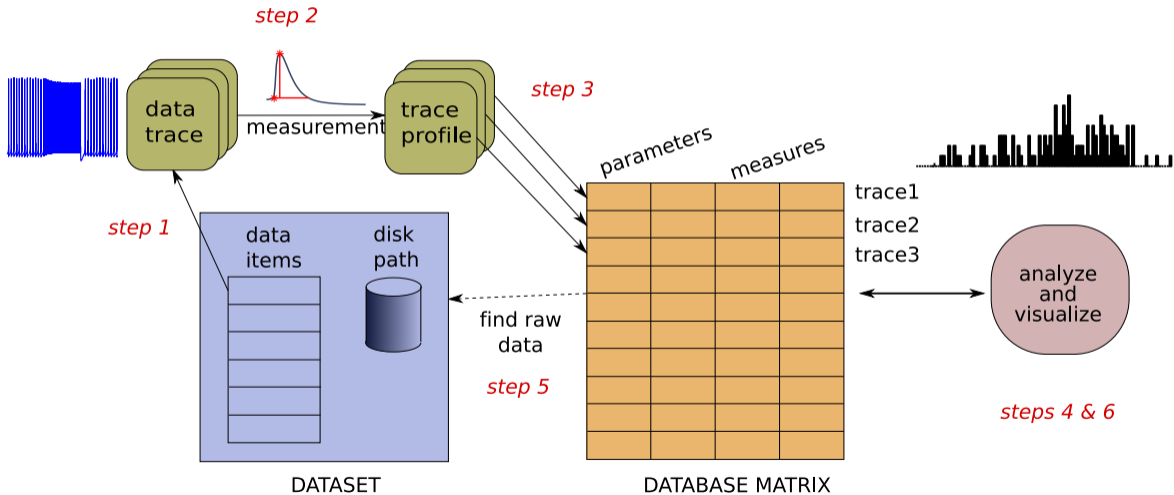 step 2
data
trace
measurement
trace
profile
step 3
parameters
measures
trace1
trace2
trace3
step 1
data
items
disk
path
find raw
data
step 5
analyze
and
visualize
steps 4 & 6
DATASET
DATABASE MATRIX